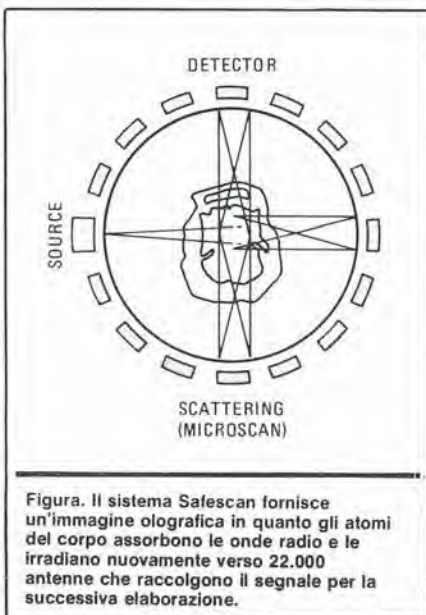 DETECTOR
SOURCE
SCATTERING
(MICROSCAN)
Figura. Il sistema Safescan fornisce
un'immagine olografica in quanto gli atomi
del corpo assorbono le onde radio e le
irradiano nuovamente verso 22.000
antenne che raccolgono il segnale per la
successiva elaborazione.